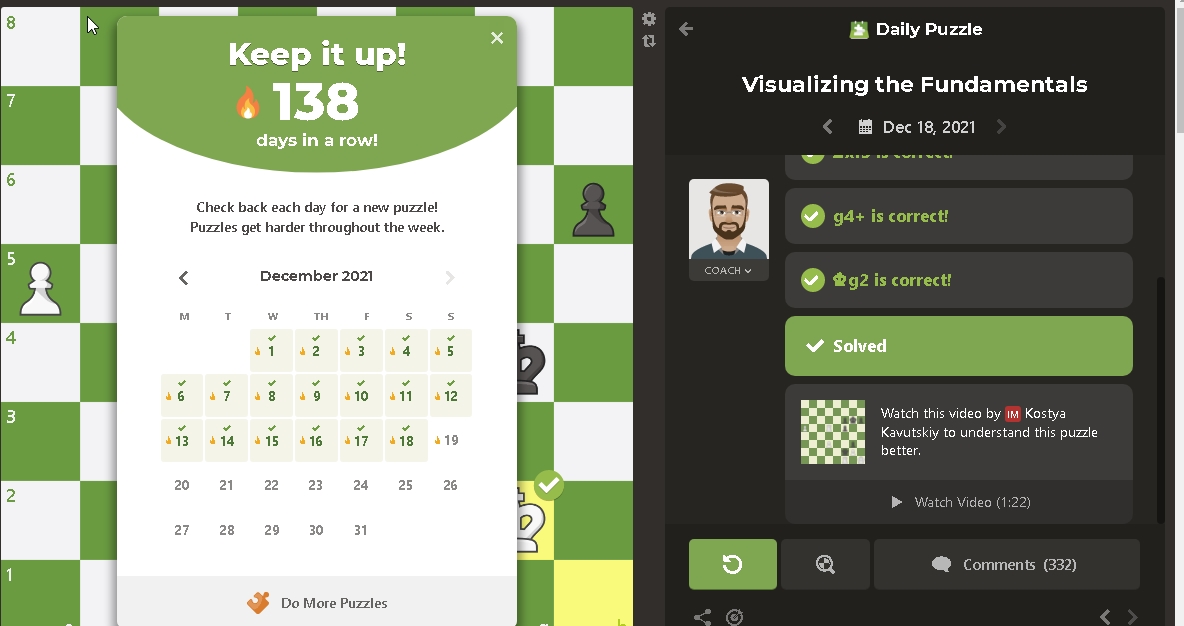 8
7
6
5
4
3
2
1
Keep it up!
138
days in a row!
Check back each day for a new puzzle!
Puzzles get harder throughout the week.
December 2021
M T W TH F S S
1 2 3 4 5
6 7 8 9 10 11 12
13 14 15 16 17 18 19
20 21 22 23 24 25 26
27 28 29 30 31
Do More Puzzles
Daily Puzzle
Visualizing the Fundamentals
Dec 18, 2021
is correct!
g4+ is correct!
g2 is correct!
COACH
Solved
Watch this video by IM Kostya
Kavutskiy to understand this puzzle
better.
Watch Video (1:22)
Comments (332)